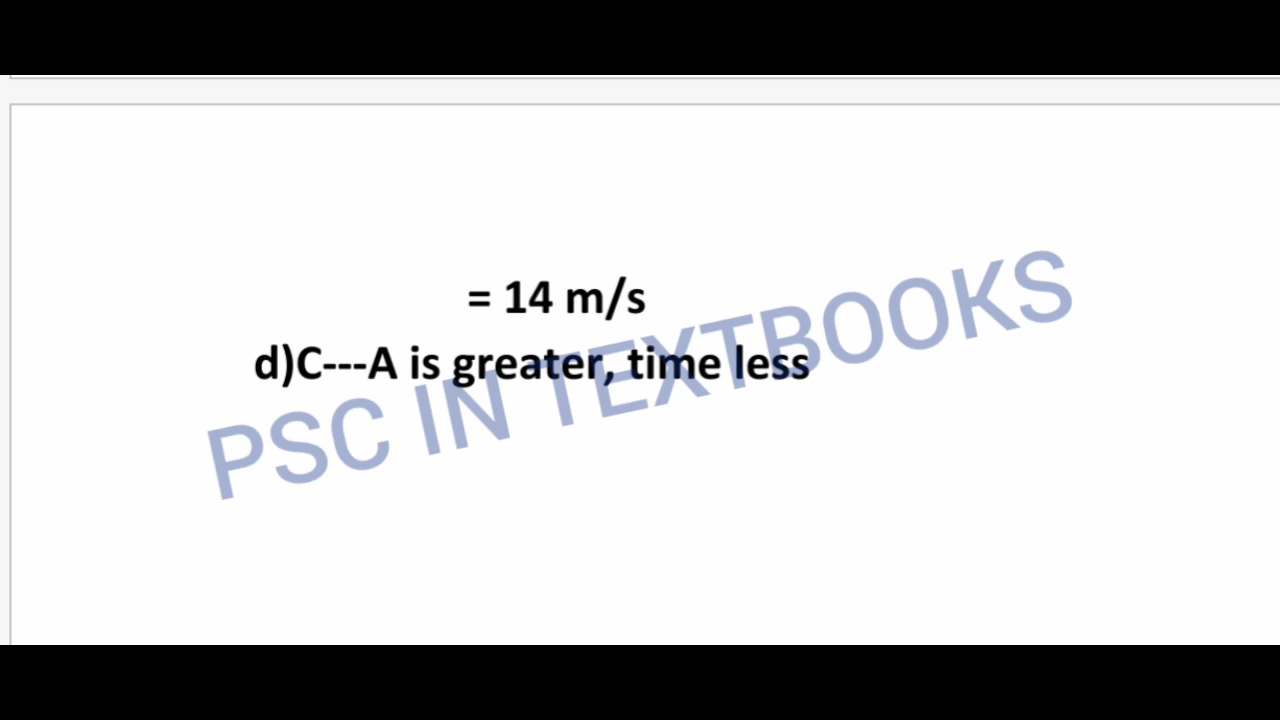 = 14 m/s
d)C---A is greater, time less
PSC IN TEXTBOOKS